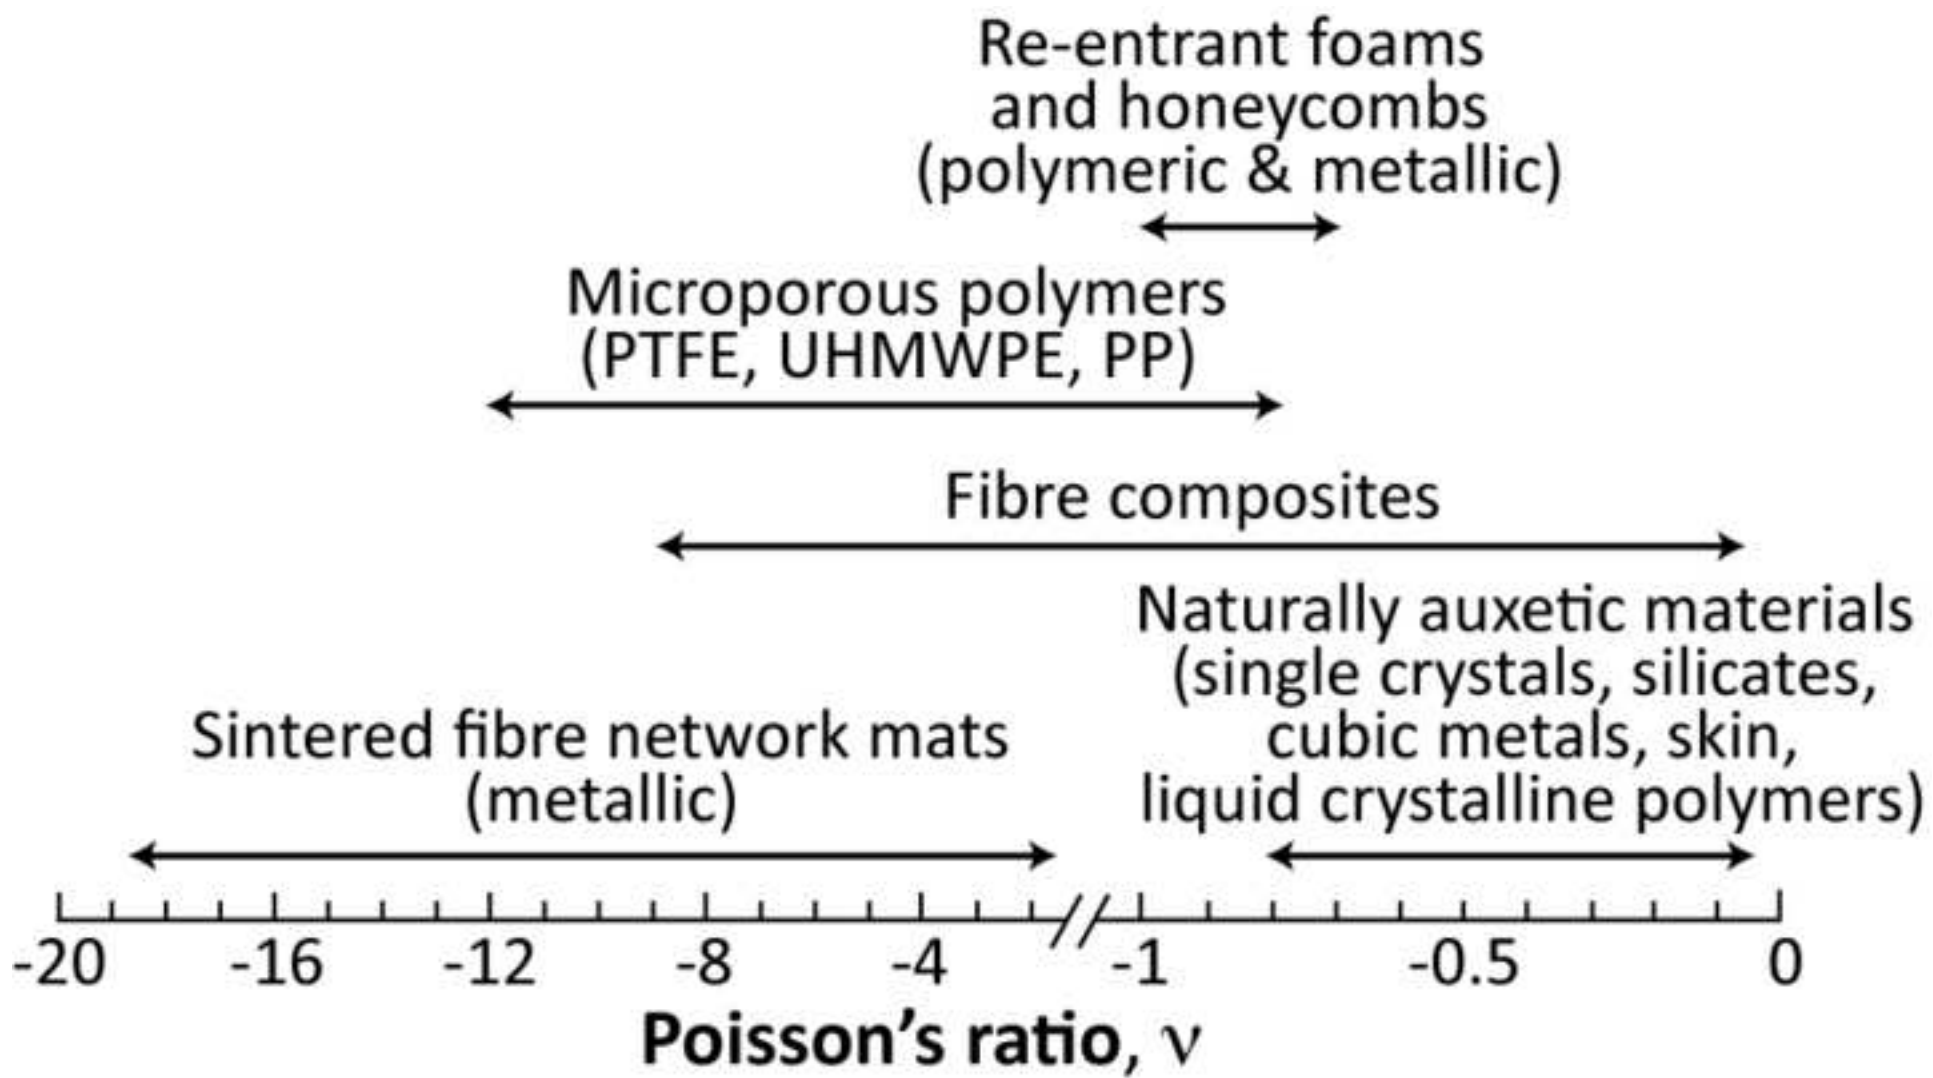 Re-entrant foams
and honeycombs
(polymeric & metallic)
Microporous polymers
(PTFE, UHMWPE, PP)
Fibre composites
Naturally auxetic materials
(single crystals, silicates,
cubic metals, skin,
liquid crystalline polymers)
Sintered fibre network mats
(metallic)
-20 -16 -12 -8 -4 -1 -0.5 0
Poisson’s ratio, ν